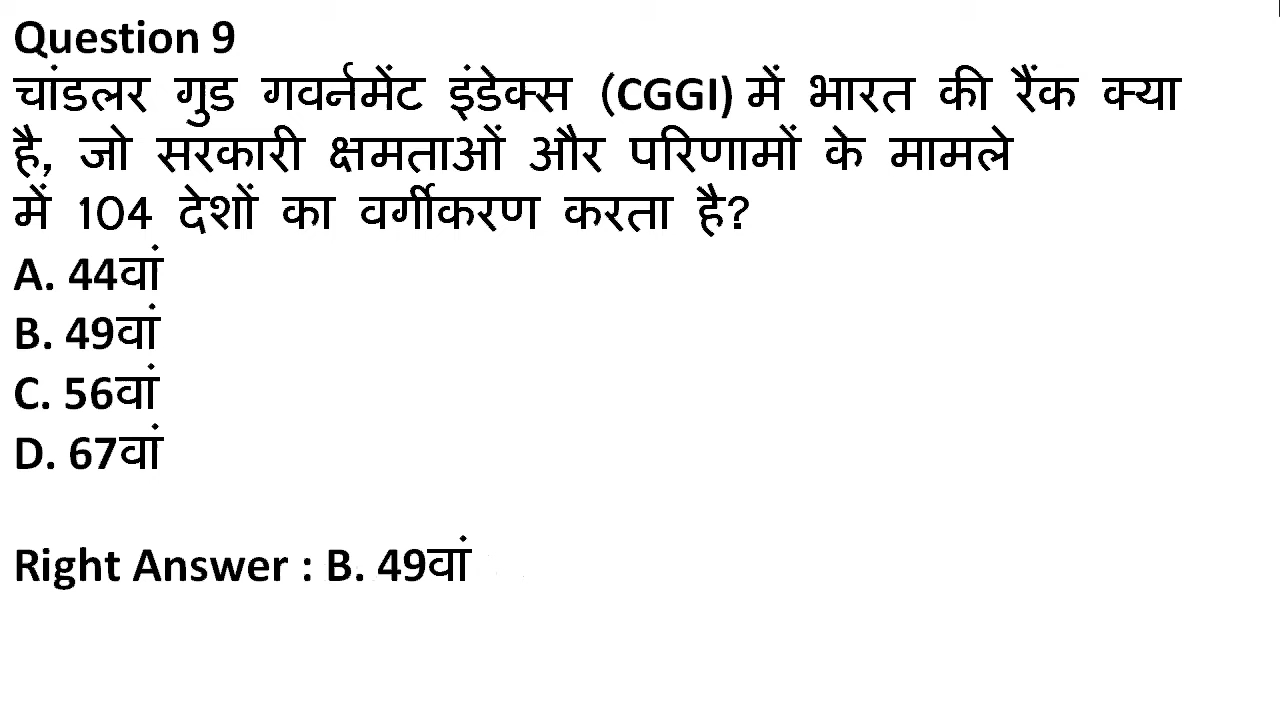 Question 9
चांडलर गुड गवर्नमेंट इंडेक्स (CGGI) में भारत की रैंक क्या
है, जो सरकारी क्षमताओं और परिणामों के मामले
में 104 देशों का वर्गीकरण करता है?
A. 44वां
B. 49वां
C. 56वां
D. 67वां
Right Answer : B. 49वां